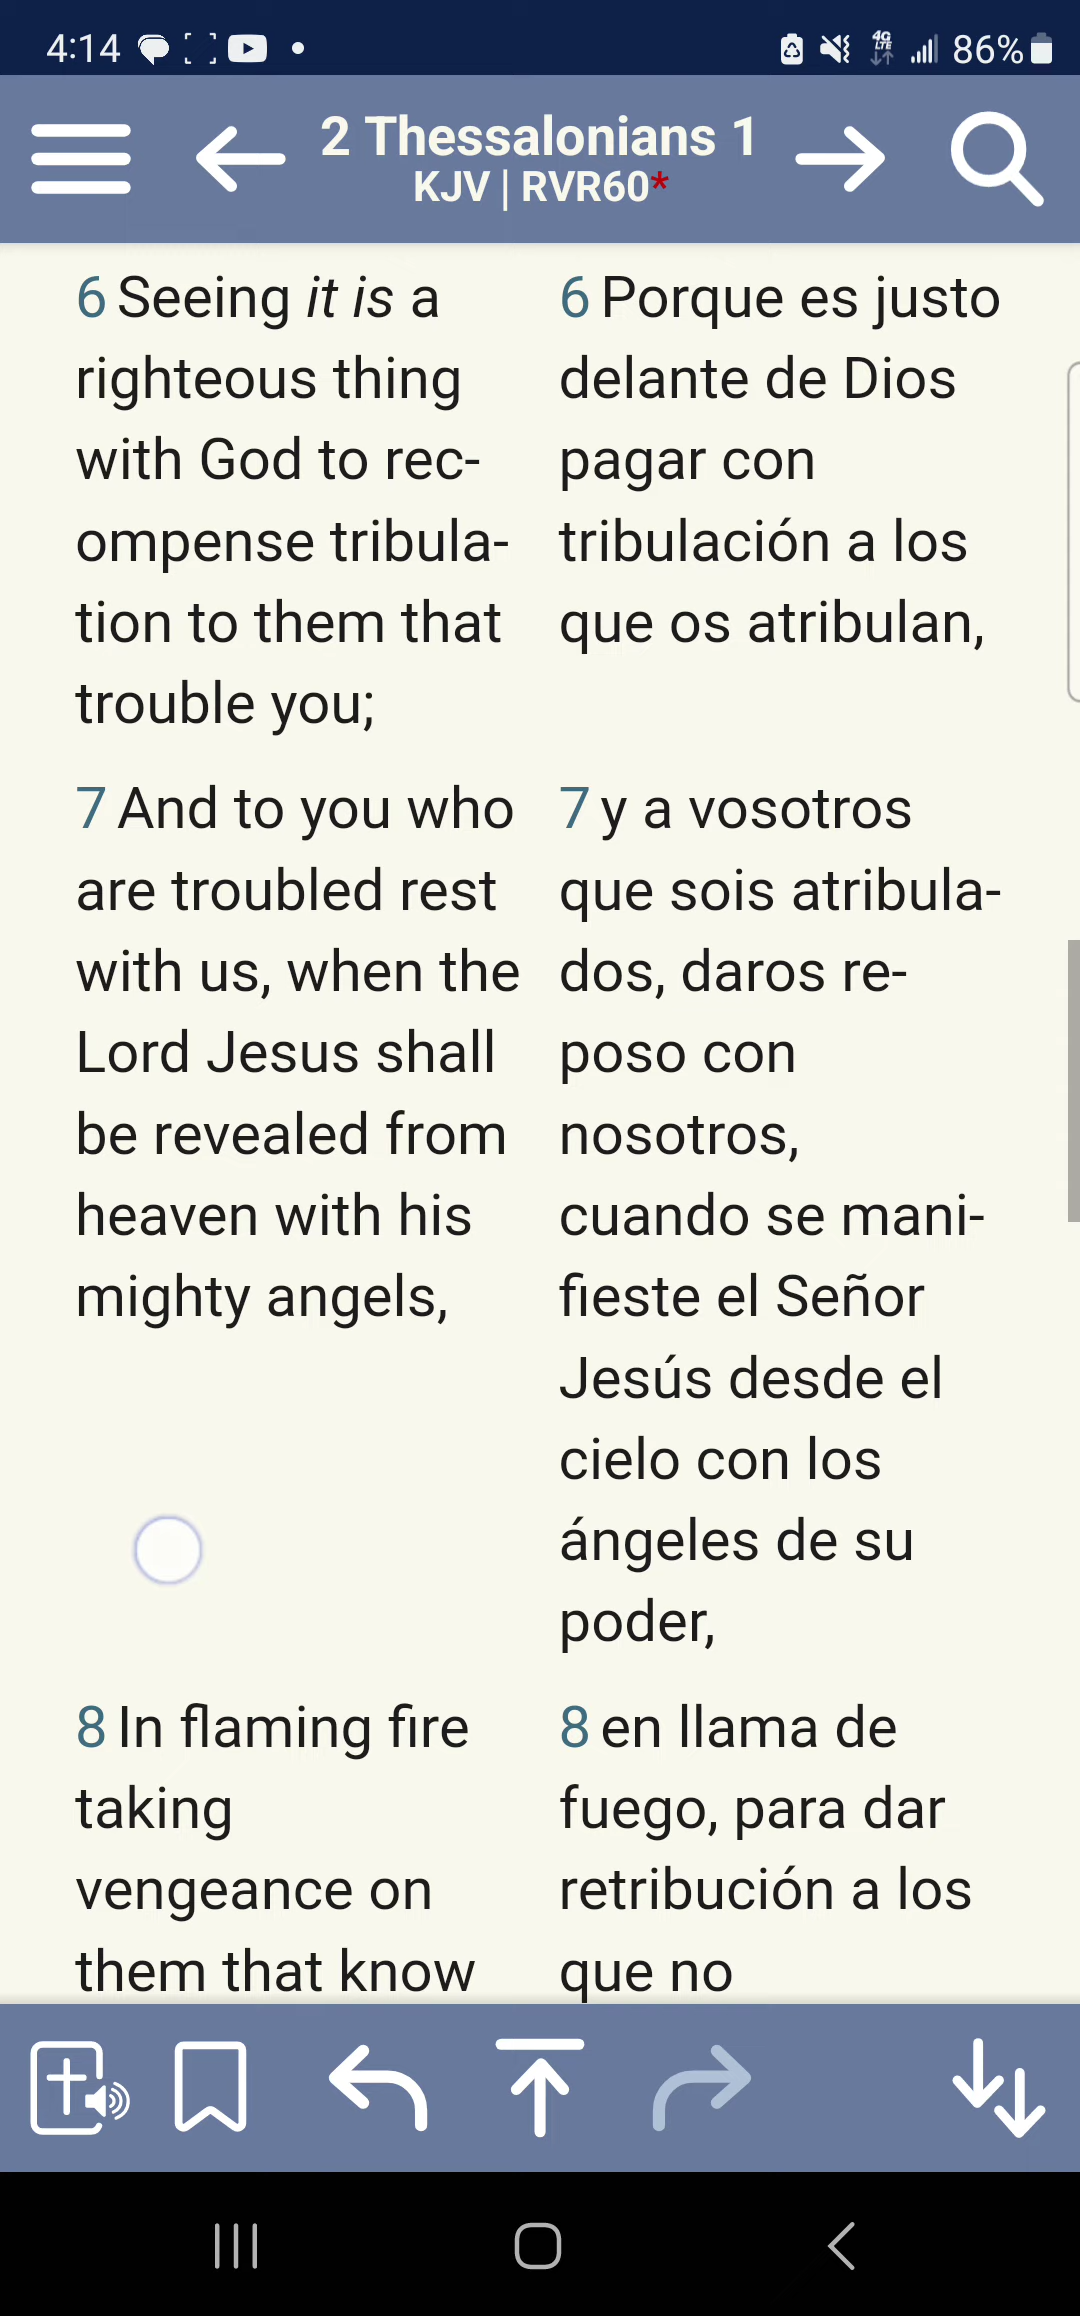 4:14
4G
LTE
86%
2 Thessalonians 1
KJV | RVR60*
6 Seeing it is a
righteous thing
with God to rec-
ompense tribula-
tion to them that
trouble you;
6 Porque es justo
delante de Dios
pagar con
tribulación a los
que os atribulan,
7 And to you who
are troubled rest
with us, when the
Lord Jesus shall
be revealed from
heaven with his
mighty angels,
7 y a vosotros
que sois atribula-
dos, daros re-
poso con
nosotros,
cuando se mani-
fieste el Señor
Jesús desde el
cielo con los
ángeles de su
poder,
8 In flaming fire
taking
vengeance on
them that know
8 en llama de
fuego, para dar
retribución a los
que no